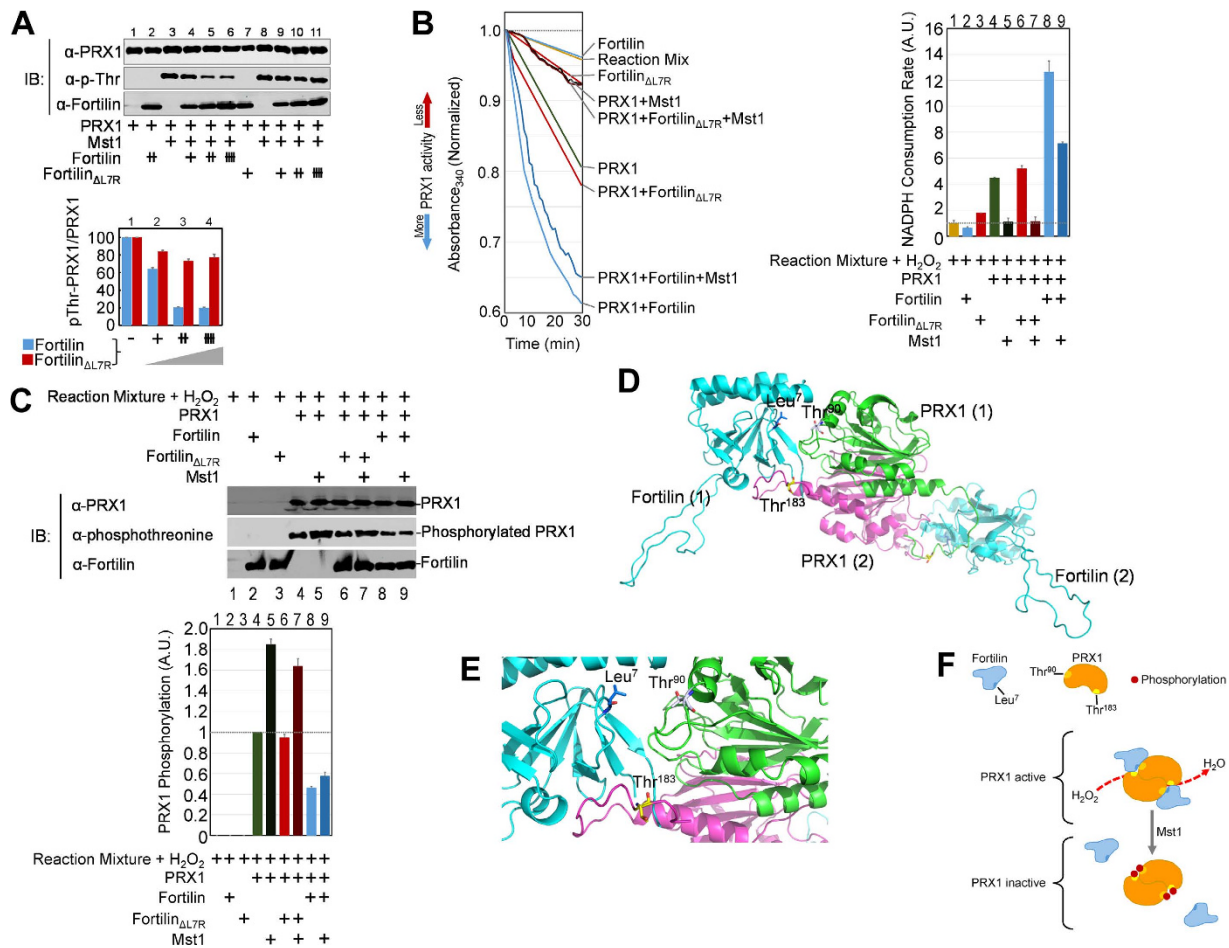 A
1 2 3 4 5 6 7 8 9 10 11
α-PRX1
IB:
α-p-Thr
α-Fortilin
PRX1 + + + + + + + + + + +
Mst1 + + + + + + + + +
Fortilin ++ + ++ +++
FortilinΔL7R + + ++ +++
pThr-PRX1/PRX1
1 2 3 4
100
80
60
40
20
0
- + ++ +++
Fortilin
FortilinΔL7R
B
More PRX1 activity Less
Absorbance340 (Normalized)
1.0
0.9
0.8
0.7
0.6
0 10 20 30
Time (min)
Fortilin
Reaction Mix
FortilinΔL7R
PRX1+Mst1
PRX1+FortilinΔL7R+Mst1
PRX1
PRX1+FortilinΔL7R
PRX1+Fortilin+Mst1
PRX1+Fortilin
1 2 3 4 5 6 7 8 9
NADPH Consumption Rate (A.U.)
16
14
12
10
8
6
4
2
0
Reaction Mixture + H2O2 + + + + + + + + +
PRX1 + + + + + +
Fortilin + + +
FortilinΔL7R + + +
Mst1 + + +
C
Reaction Mixture + H2O2 + + + + + + + + +
PRX1 + + + + + +
Fortilin + + +
FortilinΔL7R + + +
Mst1 + + +
α-PRX1 PRX1
IB: α-phosphothreonine Phosphorylated PRX1
α-Fortilin Fortilin
1 2 3 4 5 6 7 8 9
1 2 3 4 5 6 7 8 9
PRX1 Phosphorylation (A.U.)
2.0
1.8
1.6
1.4
1.2
1
0.8
0.6
0.4
0.2
0
Reaction Mixture + H2O2 + + + + + + + + +
PRX1 + + + + + +
Fortilin + + +
FortilinΔL7R + + +
Mst1 + + +
D
Leu7
Thr90
PRX1 (1)
Fortilin (1)
Thr183
PRX1 (2)
Fortilin (2)
E
Leu7
Thr90
Thr183
F
Fortilin
PRX1
Thr90
Leu7
Thr183
Phosphorylation
PRX1 active
H2O2
H2O
Mst1
PRX1 inactive